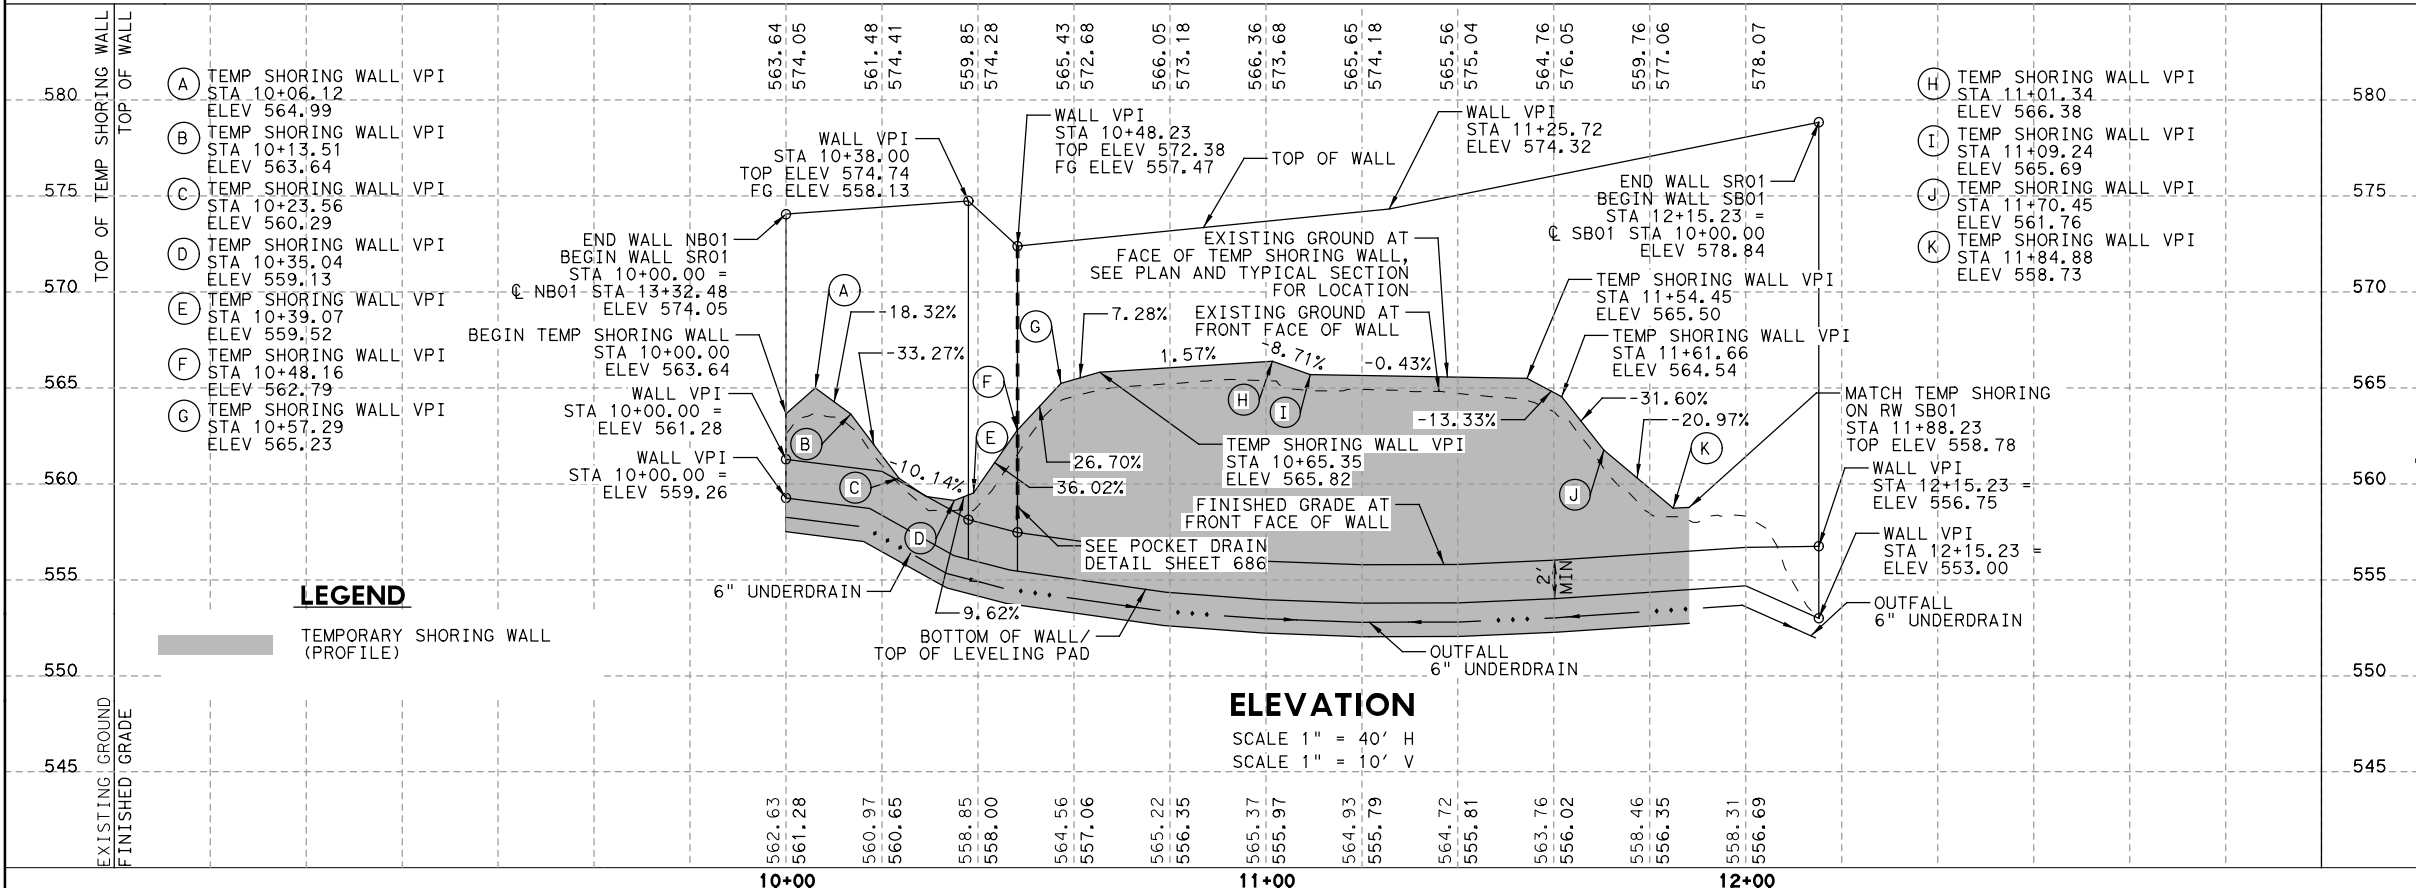 TOP OF TEMP SHORING WALL
TOP OF WALL
563.64
574.05
561.48
574.41
559.85
574.28
565.43
572.68
566.05
573.18
566.36
573.68
565.65
574.18
565.56
575.04
564.76
576.05
559.76
577.06
578.07
580
575
570
565
560
555
550
545
A TEMP SHORING WALL VPI
STA 10+06.12
ELEV 564.99
B TEMP SHORING WALL VPI
STA 10+13.51
ELEV 563.64
C TEMP SHORING WALL VPI
STA 10+23.56
ELEV 560.29
D TEMP SHORING WALL VPI
STA 10+35.04
ELEV 559.13
E TEMP SHORING WALL VPI
STA 10+39.07
ELEV 559.52
F TEMP SHORING WALL VPI
STA 10+48.16
ELEV 562.79
G TEMP SHORING WALL VPI
STA 10+57.29
ELEV 565.23
LEGEND
TEMPORARY SHORING WALL
(PROFILE)
WALL VPI
STA 10+38.00
TOP ELEV 574.74
FG ELEV 558.13
END WALL NB01
BEGIN WALL SR01
STA 10+00.00 =
℄ NB01 STA 13+32.48
ELEV 574.05
BEGIN TEMP SHORING WALL
STA 10+00.00
ELEV 563.64
WALL VPI
STA 10+00.00 =
ELEV 561.28
WALL VPI
STA 10+00.00 =
ELEV 559.26
6" UNDERDRAIN
A
B
C
D
E
F
G
H
I
J
K
-18.32%
-33.27%
-10.14%
9.62%
36.02%
26.70%
7.28%
1.57%
-8.71%
-0.43%
-13.33%
-31.60%
-20.97%
WALL VPI
STA 10+48.23
TOP ELEV 572.38
FG ELEV 557.47
TOP OF WALL
WALL VPI
STA 11+25.72
ELEV 574.32
EXISTING GROUND AT
FACE OF TEMP SHORING WALL,
SEE PLAN AND TYPICAL SECTION
FOR LOCATION
EXISTING GROUND AT
FRONT FACE OF WALL
TEMP SHORING WALL VPI
STA 10+65.35
ELEV 565.82
FINISHED GRADE AT
FRONT FACE OF WALL
SEE POCKET DRAIN
DETAIL SHEET 686
BOTTOM OF WALL/
TOP OF LEVELING PAD
OUTFALL
6" UNDERDRAIN
2'
MIN
END WALL SR01
BEGIN WALL SB01
STA 12+15.23 =
℄ SB01 STA 10+00.00
ELEV 578.84
TEMP SHORING WALL VPI
STA 11+54.45
ELEV 565.50
TEMP SHORING WALL VPI
STA 11+61.66
ELEV 564.54
MATCH TEMP SHORING
ON RW SB01
STA 11+88.23
TOP ELEV 558.78
WALL VPI
STA 12+15.23 =
ELEV 556.75
WALL VPI
STA 12+15.23 =
ELEV 553.00
OUTFALL
6" UNDERDRAIN
H TEMP SHORING WALL VPI
STA 11+01.34
ELEV 566.38
I TEMP SHORING WALL VPI
STA 11+09.24
ELEV 565.69
J TEMP SHORING WALL VPI
STA 11+70.45
ELEV 561.76
K TEMP SHORING WALL VPI
STA 11+84.88
ELEV 558.73
580
575
570
565
560
555
550
545
ELEVATION
SCALE 1" = 40' H
SCALE 1" = 10' V
EXISTING GROUND
FINISHED GRADE
562.63
561.28
560.97
560.65
558.85
558.00
564.56
557.06
565.22
556.35
565.37
555.97
564.93
555.79
564.72
555.81
563.76
556.02
558.46
556.35
558.31
556.69
10+00
11+00
12+00